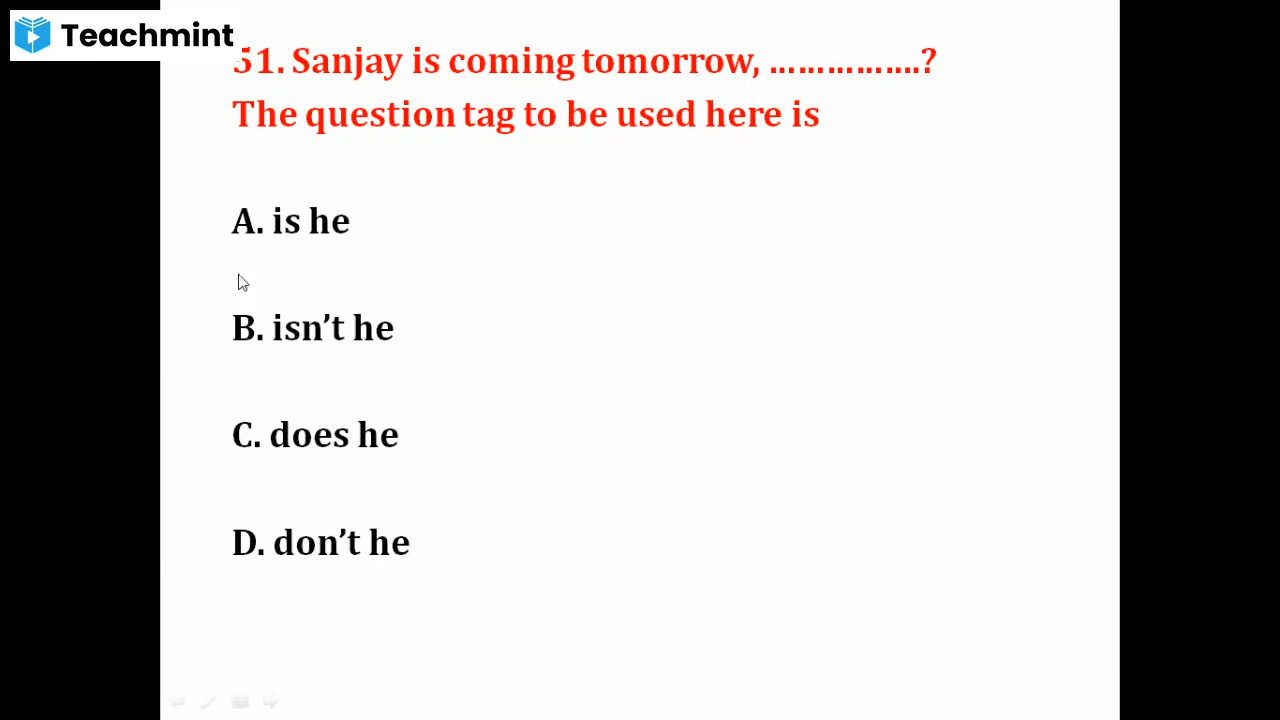 Teachmint
51. Sanjay is coming tomorrow, ................?
The question tag to be used here is
A. is he
B. isn’t he
C. does he
D. don’t he